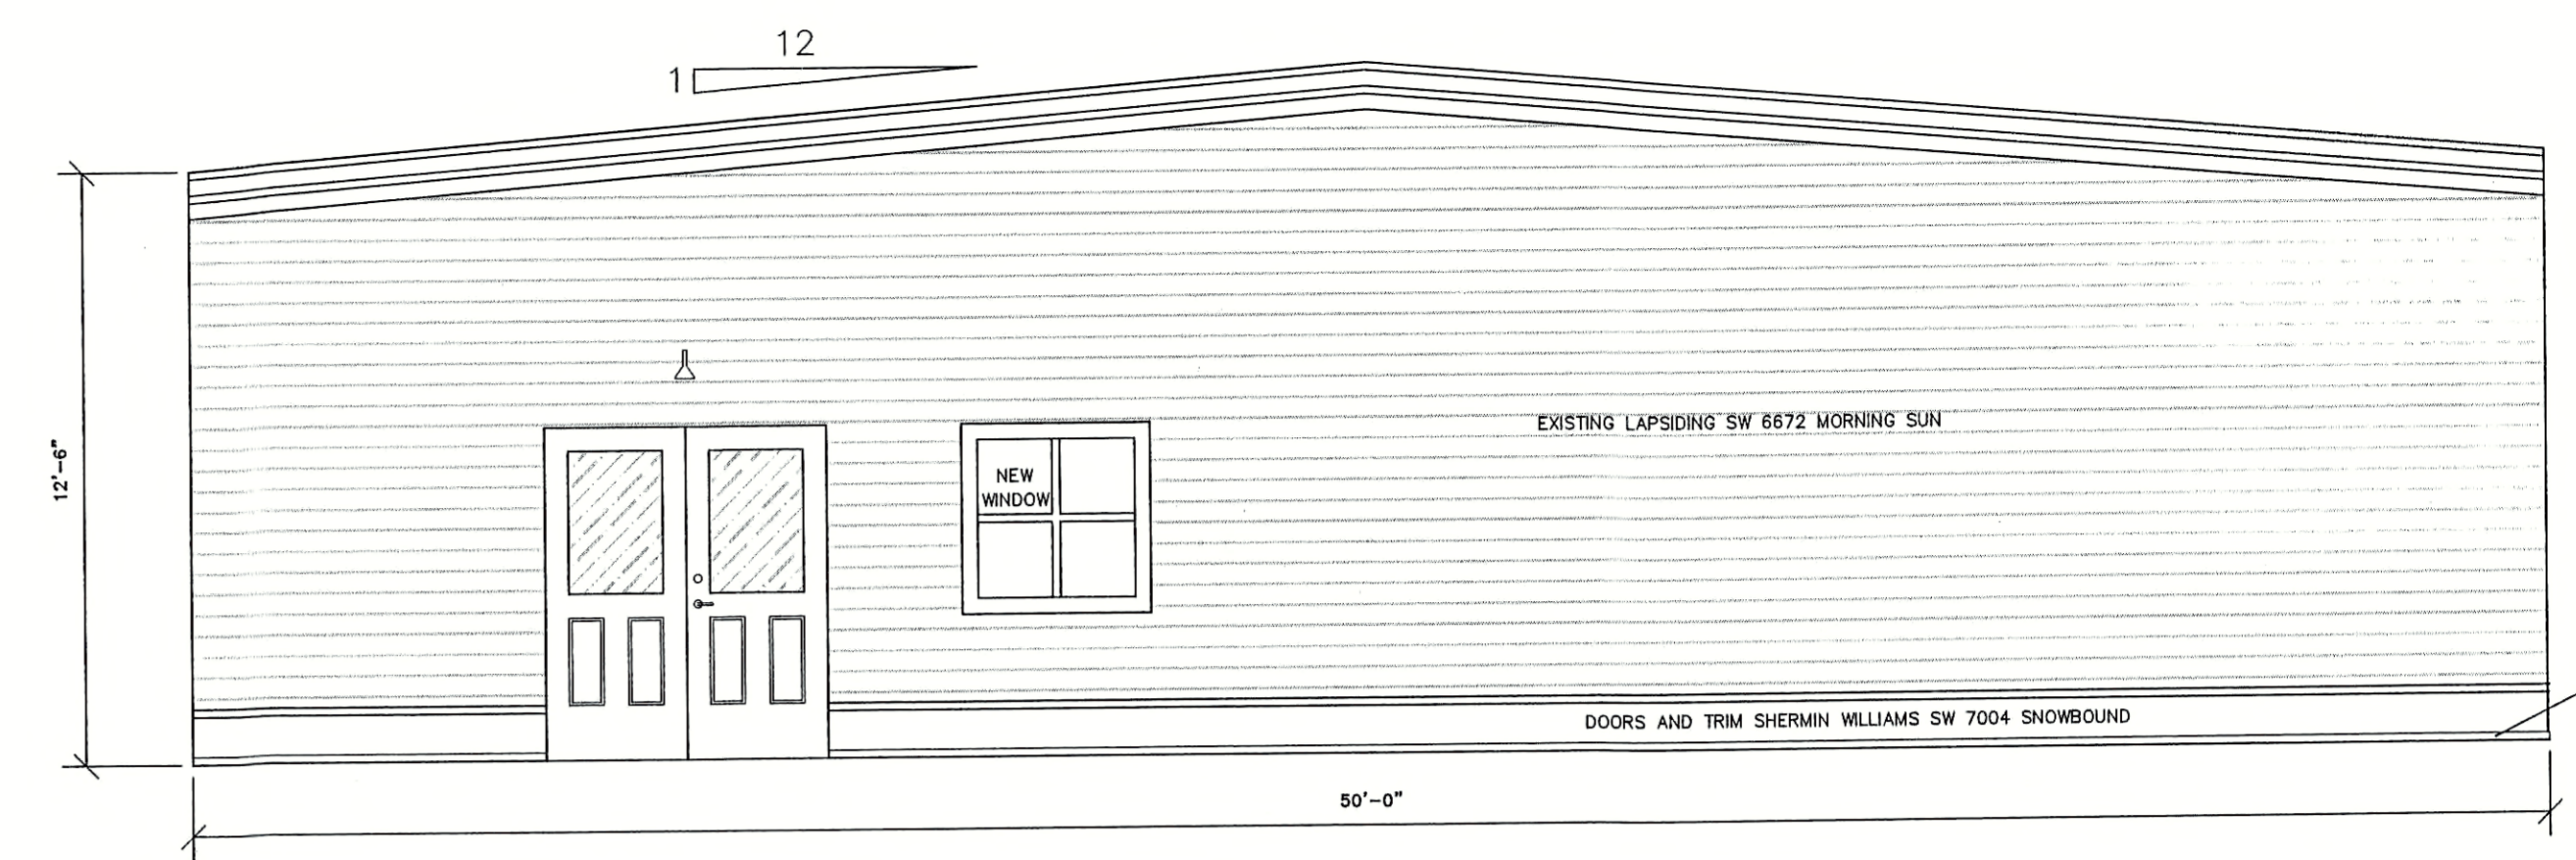 12
1
12'-6"
EXISTING LAPSIDING SW 6672 MORNING SUN
NEW
WINDOW
DOORS AND TRIM SHERMIN WILLIAMS SW 7004 SNOWBOUND
50'-0"